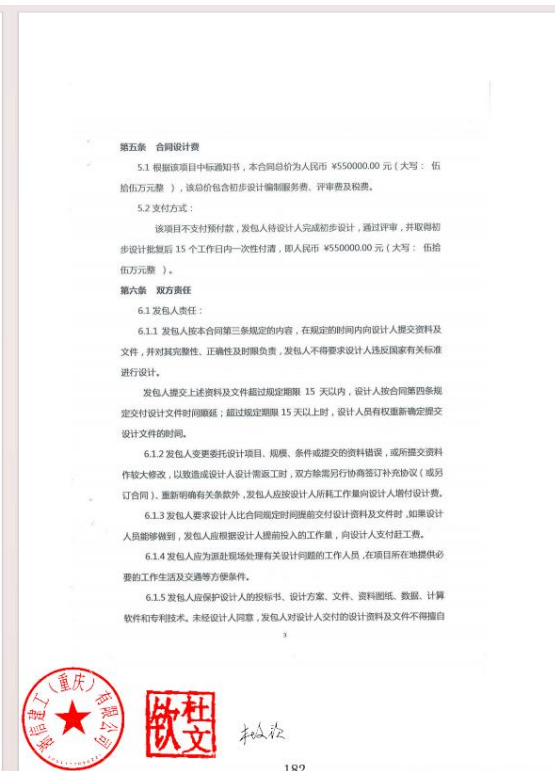 第五条 合同设计费
5.1 根据该项目中标通知书，本合同总价为人民币 ¥550000.00 元（大写： 伍
拾伍万元整 ），该总价包含初步设计编制服务费、评审费及税费。
5.2 支付方式：
该项目不支付预付款，发包人待设计人完成初步设计，通过评审，并取得初
步设计批复后 15 个工作日内一次性付清，即人民币 ¥550000.00 元（大写： 伍拾
伍万元整 ）。
第六条 双方责任
6.1 发包人责任：
6.1.1 发包人按本合同第三条规定的内容，在规定的时间内向设计人提交资料及
文件，并对其完整性、正确性及时限负责，发包人不得要求设计人违反国家有关标准
进行设计。
发包人提交上述资料及文件超过规定期限 15 天以内，设计人按合同第四条规
定交付设计文件时间顺延；超过规定期限 15 天以上时，设计人员有权重新确定提交
设计文件的时间。
6.1.2 发包人变更委托设计项目、规模、条件或提交的资料错误，或所提交资料
作较大修改，以致造成设计人设计需返工时，双方除需另行协商签订补充协议（或另
订合同）、重新明确有关条款外，发包人应按设计人所耗工作量向设计人增付设计费。
6.1.3 发包人要求设计人比合同规定时间提前交付设计资料及文件时，如果设计
人员能够做到，发包人应根据设计人提前投入的工作量，向设计人支付赶工费。
6.1.4 发包人应为派赴现场处理有关设计问题的工作人员，在项目所在地提供必
要的工作生活及交通等方便条件。
6.1.5 发包人应保护设计人的投标书、设计方案、文件、资料图纸、数据、计算
软件和专利技术。未经设计人同意，发包人对设计人交付的设计资料及文件不得擅自
3
信建工（重庆）有限公司
杜文钦
杜文钦
182